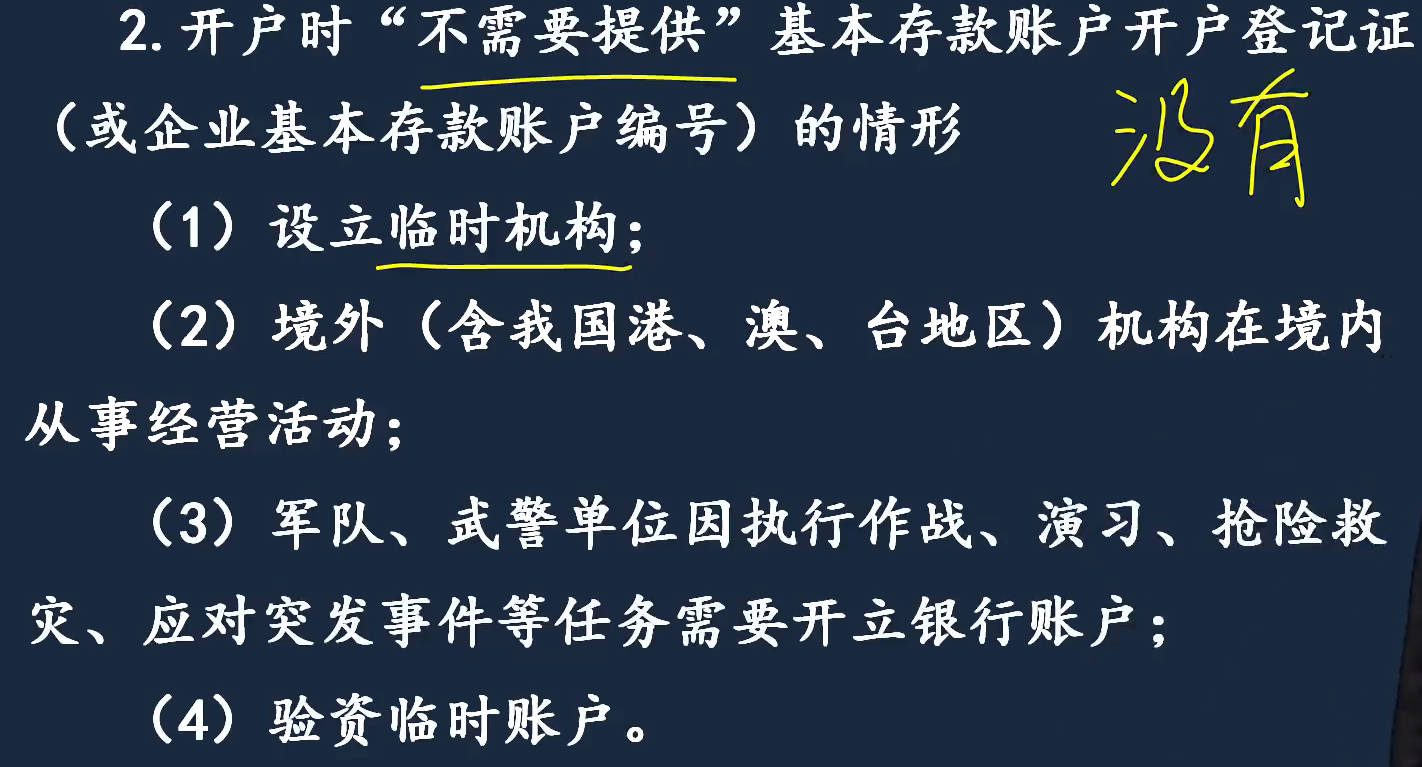 2.开户时“不需要提供”基本存款账户开户登记证
（或企业基本存款账户编号）的情形
没有
（1）设立临时机构；
（2）境外（含我国港、澳、台地区）机构在境内
从事经营活动；
（3）军队、武警单位因执行作战、演习、抢险救
灾、应对突发事件等任务需要开立银行账户；
（4）验资临时账户。